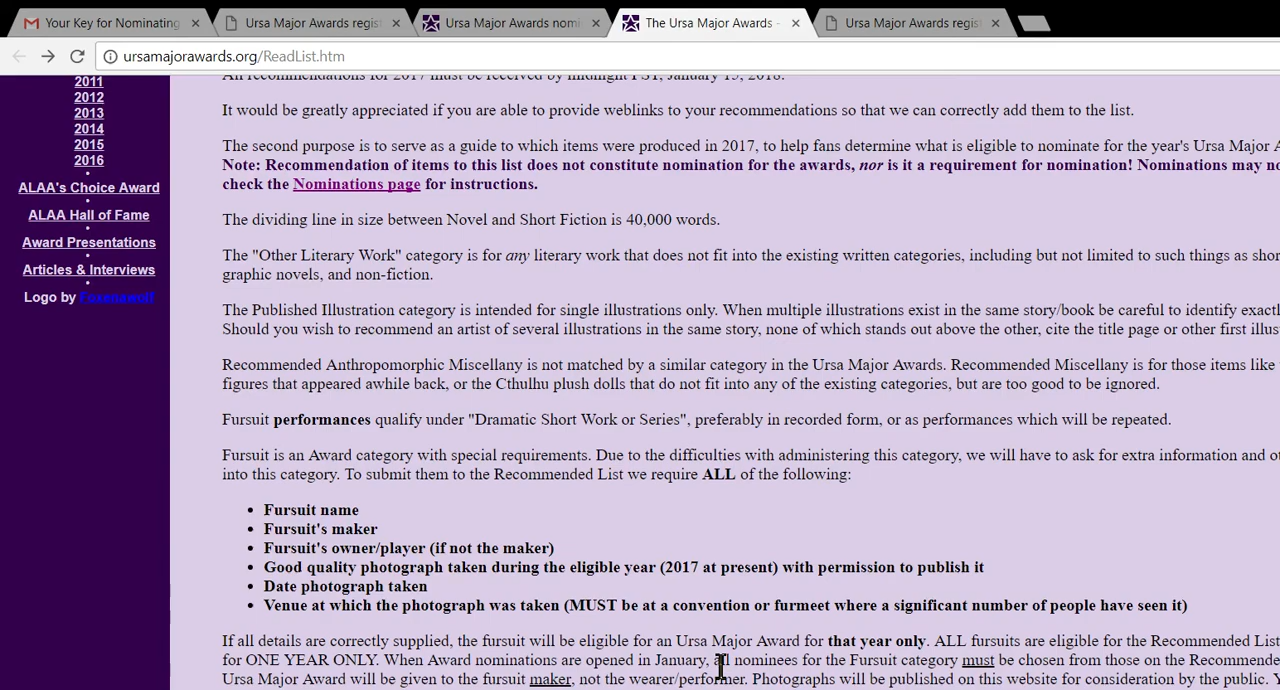 Your Key for Nominating
Ursa Major Awards regis
Ursa Major Awards nomi
The Ursa Major Awards -
Ursa Major Awards regis
ursamajorawards.org/ReadList.htm
2011
2012
2013
2014
2015
2016
•
ALAA's Choice Award
•
ALAA Hall of Fame
•
Award Presentations
•
Articles & Interviews
•
Logo by Foxenawolf
All recommendations for 2017 must be received by midnight PST, January 15, 2018.
It would be greatly appreciated if you are able to provide weblinks to your recommendations so that we can correctly add them to the list.
The second purpose is to serve as a guide to which items were produced in 2017, to help fans determine what is eligible to nominate for the year's Ursa Major A
Note: Recommendation of items to this list does not constitute nomination for the awards, nor is it a requirement for nomination! Nominations may no
check the Nominations page for instructions.
The dividing line in size between Novel and Short Fiction is 40,000 words.
The "Other Literary Work" category is for any literary work that does not fit into the existing written categories, including but not limited to such things as shor
graphic novels, and non-fiction.
The Published Illustration category is intended for single illustrations only. When multiple illustrations exist in the same story/book be careful to identify exactl
Should you wish to recommend an artist of several illustrations in the same story, none of which stands out above the other, cite the title page or other first illus
Recommended Anthropomorphic Miscellany is not matched by a similar category in the Ursa Major Awards. Recommended Miscellany is for those items like
figures that appeared awhile back, or the Cthulhu plush dolls that do not fit into any of the existing categories, but are too good to be ignored.
Fursuit performances qualify under "Dramatic Short Work or Series", preferably in recorded form, or as performances which will be repeated.
Fursuit is an Award category with special requirements. Due to the difficulties with administering this category, we will have to ask for extra information and ot
into this category. To submit them to the Recommended List we require ALL of the following:
• Fursuit name
• Fursuit's maker
• Fursuit's owner/player (if not the maker)
• Good quality photograph taken during the eligible year (2017 at present) with permission to publish it
• Date photograph taken
• Venue at which the photograph was taken (MUST be at a convention or furmeet where a significant number of people have seen it)
If all details are correctly supplied, the fursuit will be eligible for an Ursa Major Award for that year only. ALL fursuits are eligible for the Recommended List
for ONE YEAR ONLY. When Award nominations are opened in January, all nominees for the Fursuit category must be chosen from those on the Recommende
Ursa Major Award will be given to the fursuit maker, not the wearer/performer. Photographs will be published on this website for consideration by the public. Y